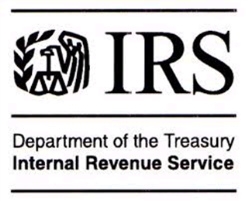 IRS
Department of the Treasury
Internal Revenue Service